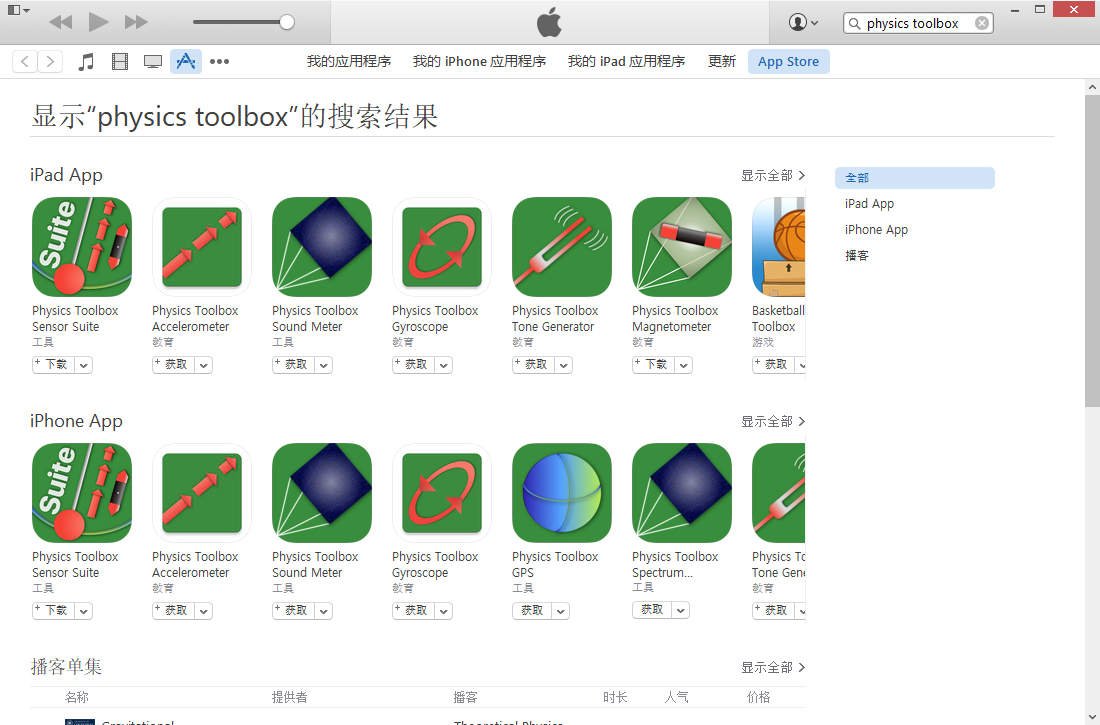 physics toolbox
我的应用程序 我的 iPhone 应用程序 我的 iPad 应用程序 更新 App Store
显示“physics toolbox”的搜索结果
iPad App 显示全部
Suite
Physics Toolbox Sensor Suite
工具
下载
Physics Toolbox Accelerometer
教育
获取
Physics Toolbox Sound Meter
工具
获取
Physics Toolbox Gyroscope
教育
获取
Physics Toolbox Tone Generator
教育
获取
Physics Toolbox Magnetometer
教育
下载
Basketball Toolbox
游戏
获取
全部
iPad App
iPhone App
播客
iPhone App 显示全部
Suite
Physics Toolbox Sensor Suite
工具
下载
Physics Toolbox Accelerometer
教育
获取
Physics Toolbox Sound Meter
工具
获取
Physics Toolbox Gyroscope
教育
获取
Physics Toolbox GPS
工具
获取
Physics Toolbox Spectrum...
工具
获取
Physics To
Tone Gene
教育
获取
播客单集 显示全部
名称 提供者 播客 时长 人气 价格
Gravitational Theoretical Physics